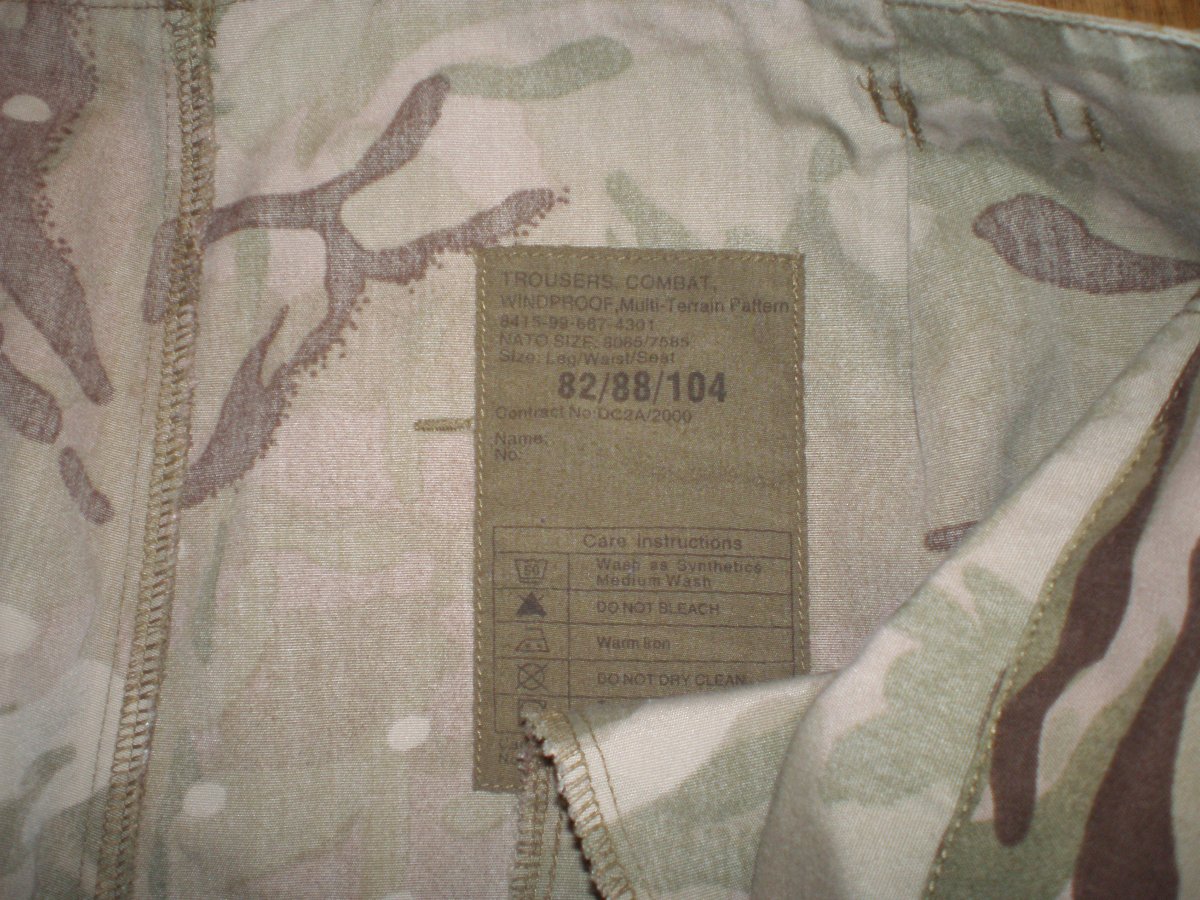 TROUSERS, COMBAT,
WINDPROOF, Multi-Terrain Pattern
8415-99-687-4301
NATO SIZE. 8085/7585
Size: Leg/Waist/Seat
82/88/104
Contract No:DC2A/2000
Name:
No:
Care Instructions
Wash as Synthetics
Medium Wash
DO NOT BLEACH
Warm Iron
DO NOT DRY CLEAN